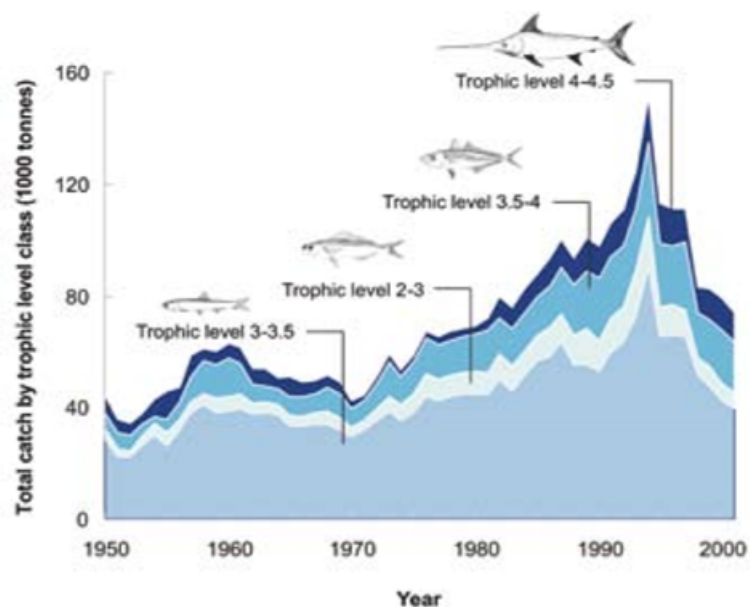 Total catch by trophic level class (1000 tonnes)
160
120
80
40
0
Trophic level 4-4.5
Trophic level 3.5-4
Trophic level 2-3
Trophic level 3-3.5
1950
1960
1970
1980
1990
2000
Year